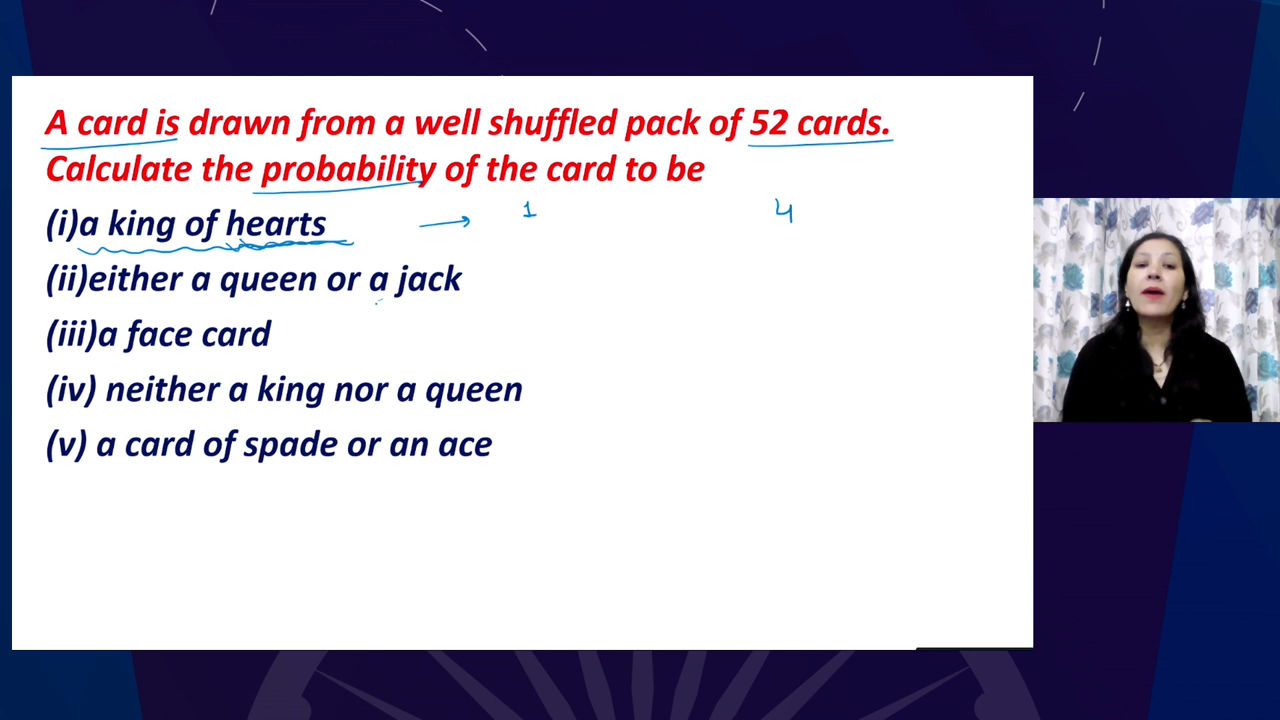 A card is drawn from a well shuffled pack of 52 cards.
Calculate the probability of the card to be
(i)a king of hearts → 1 4
(ii)either a queen or a jack
(iii)a face card
(iv) neither a king nor a queen
(v) a card of spade or an ace